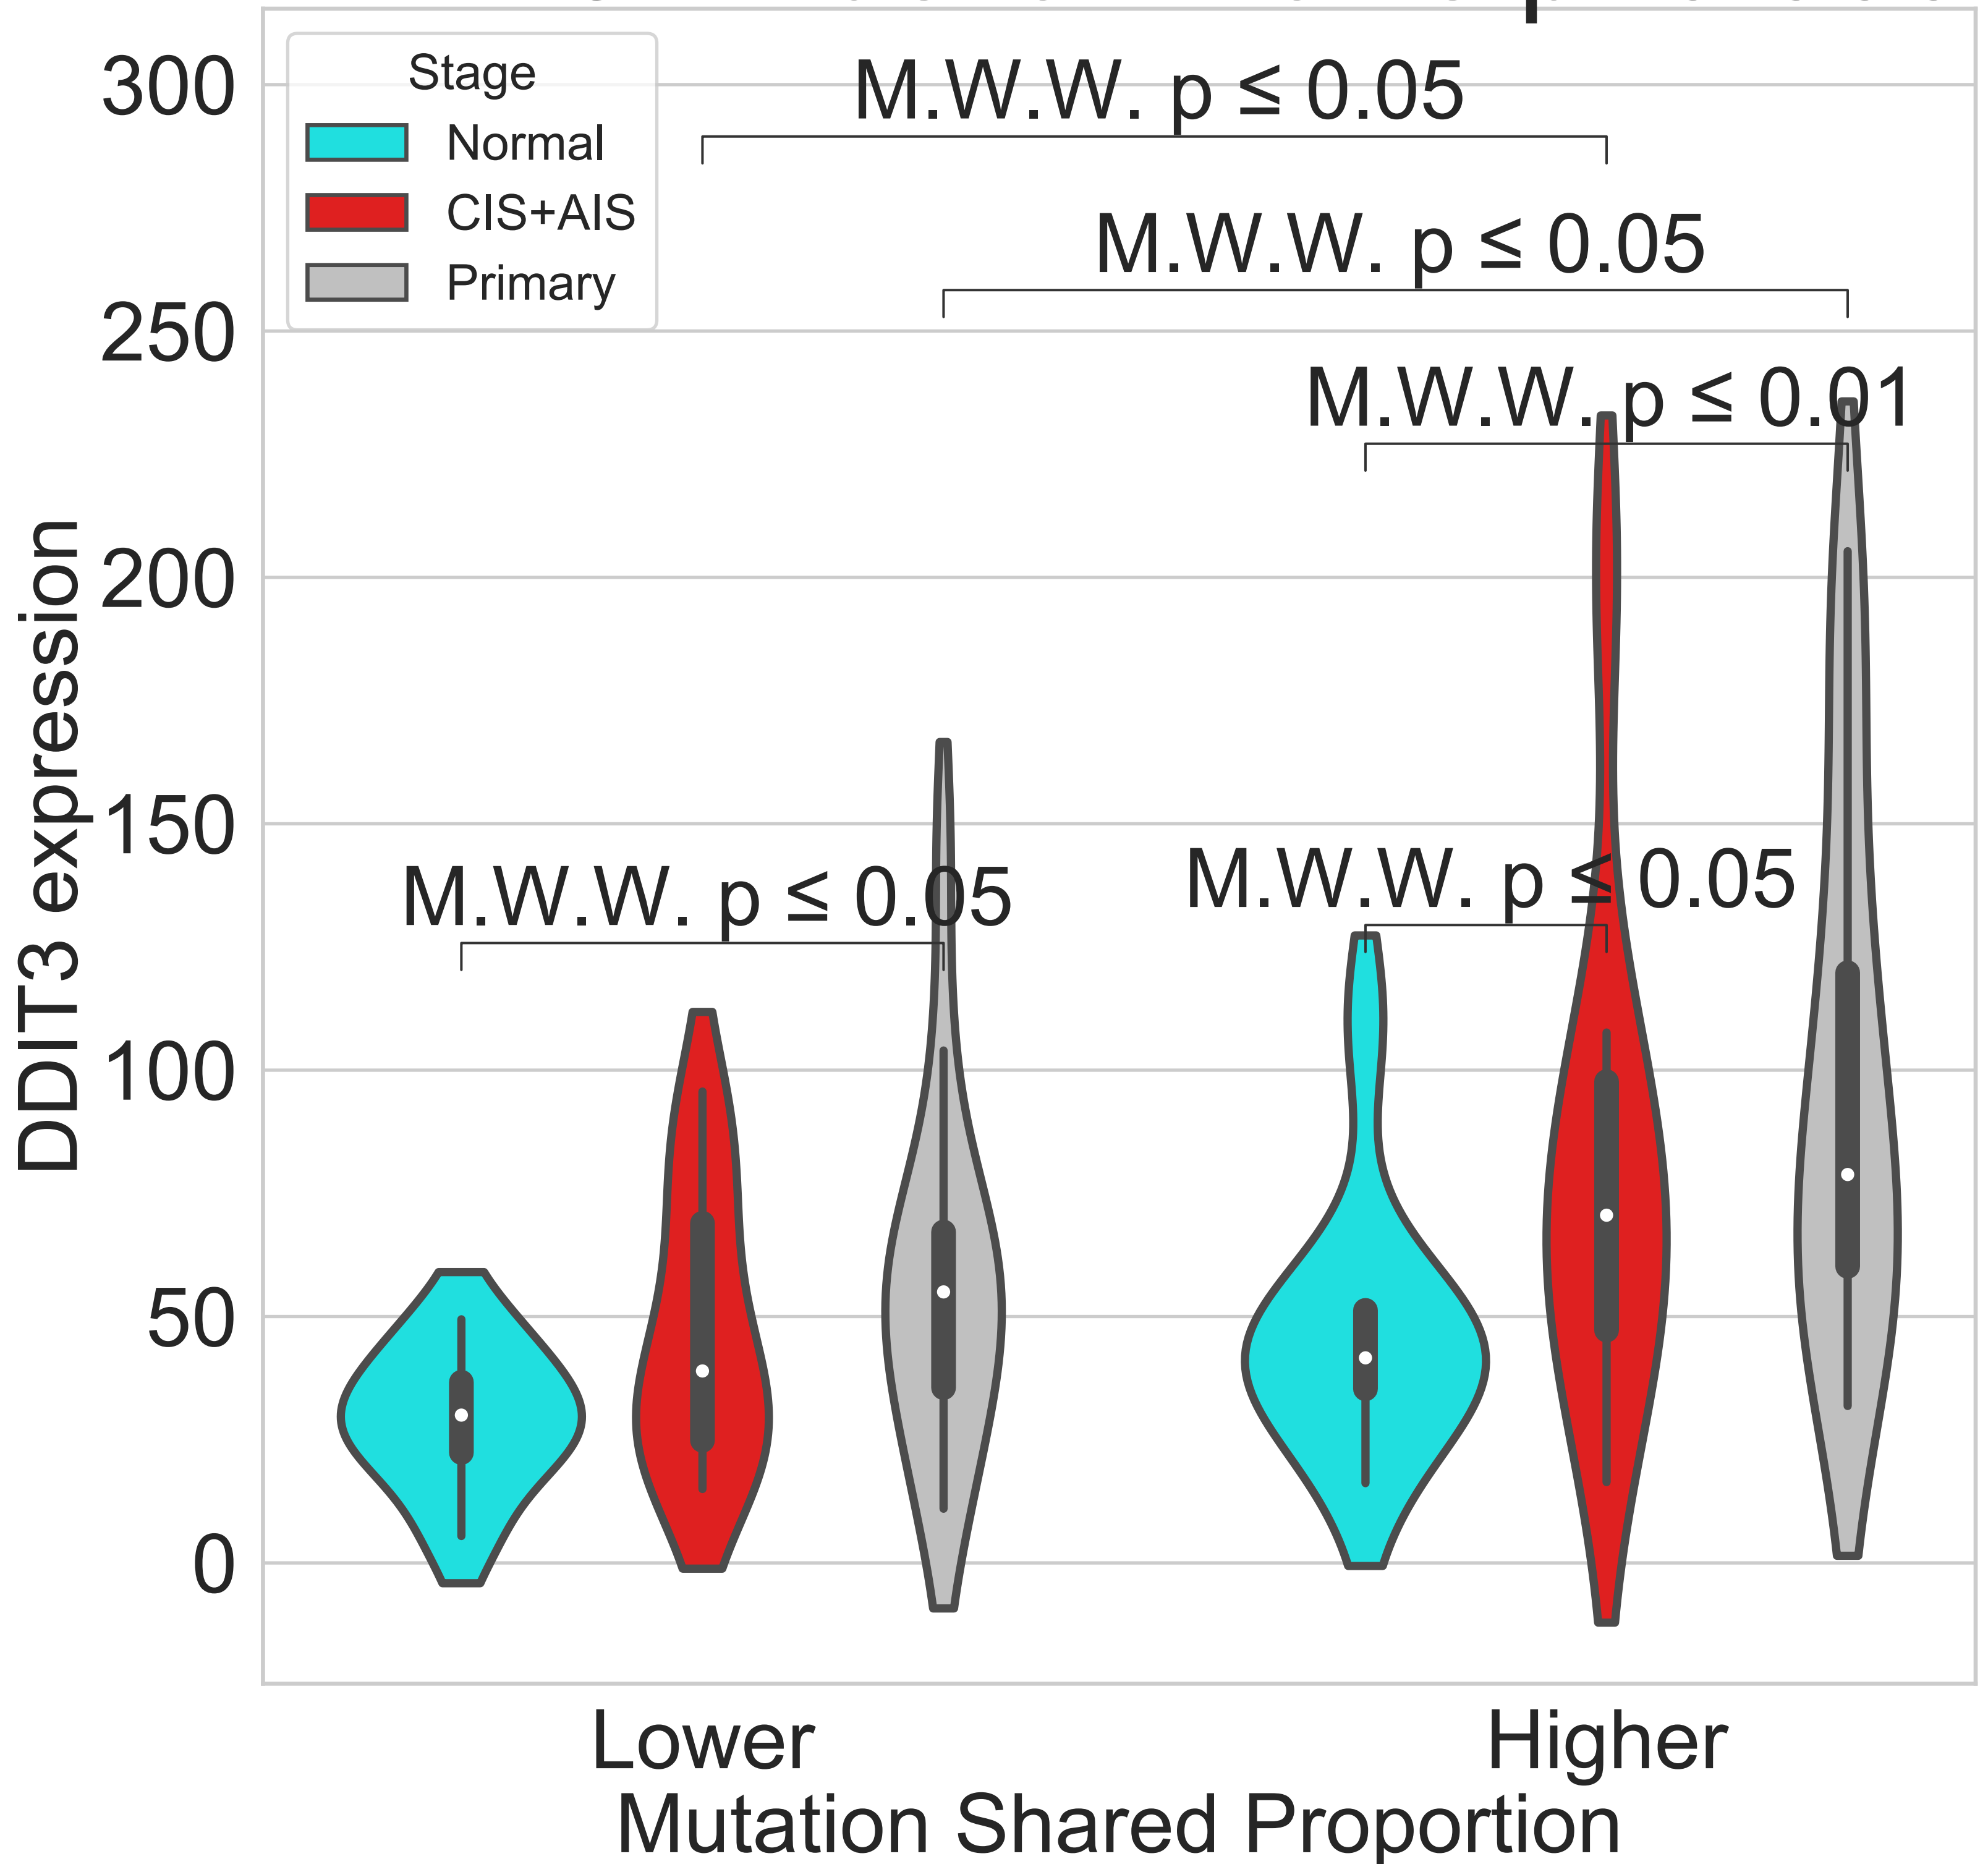 300
250
200
150
100
50
0
DDIT3 expression
Stage
Normal
CIS+AIS
Primary
M.W.W. p ≤ 0.05
M.W.W. p ≤ 0.05
M.W.W. p ≤ 0.01
M.W.W. p ≤ 0.05
M.W.W. p ≤ 0.05
Lower
Higher
Mutation Shared Proportion